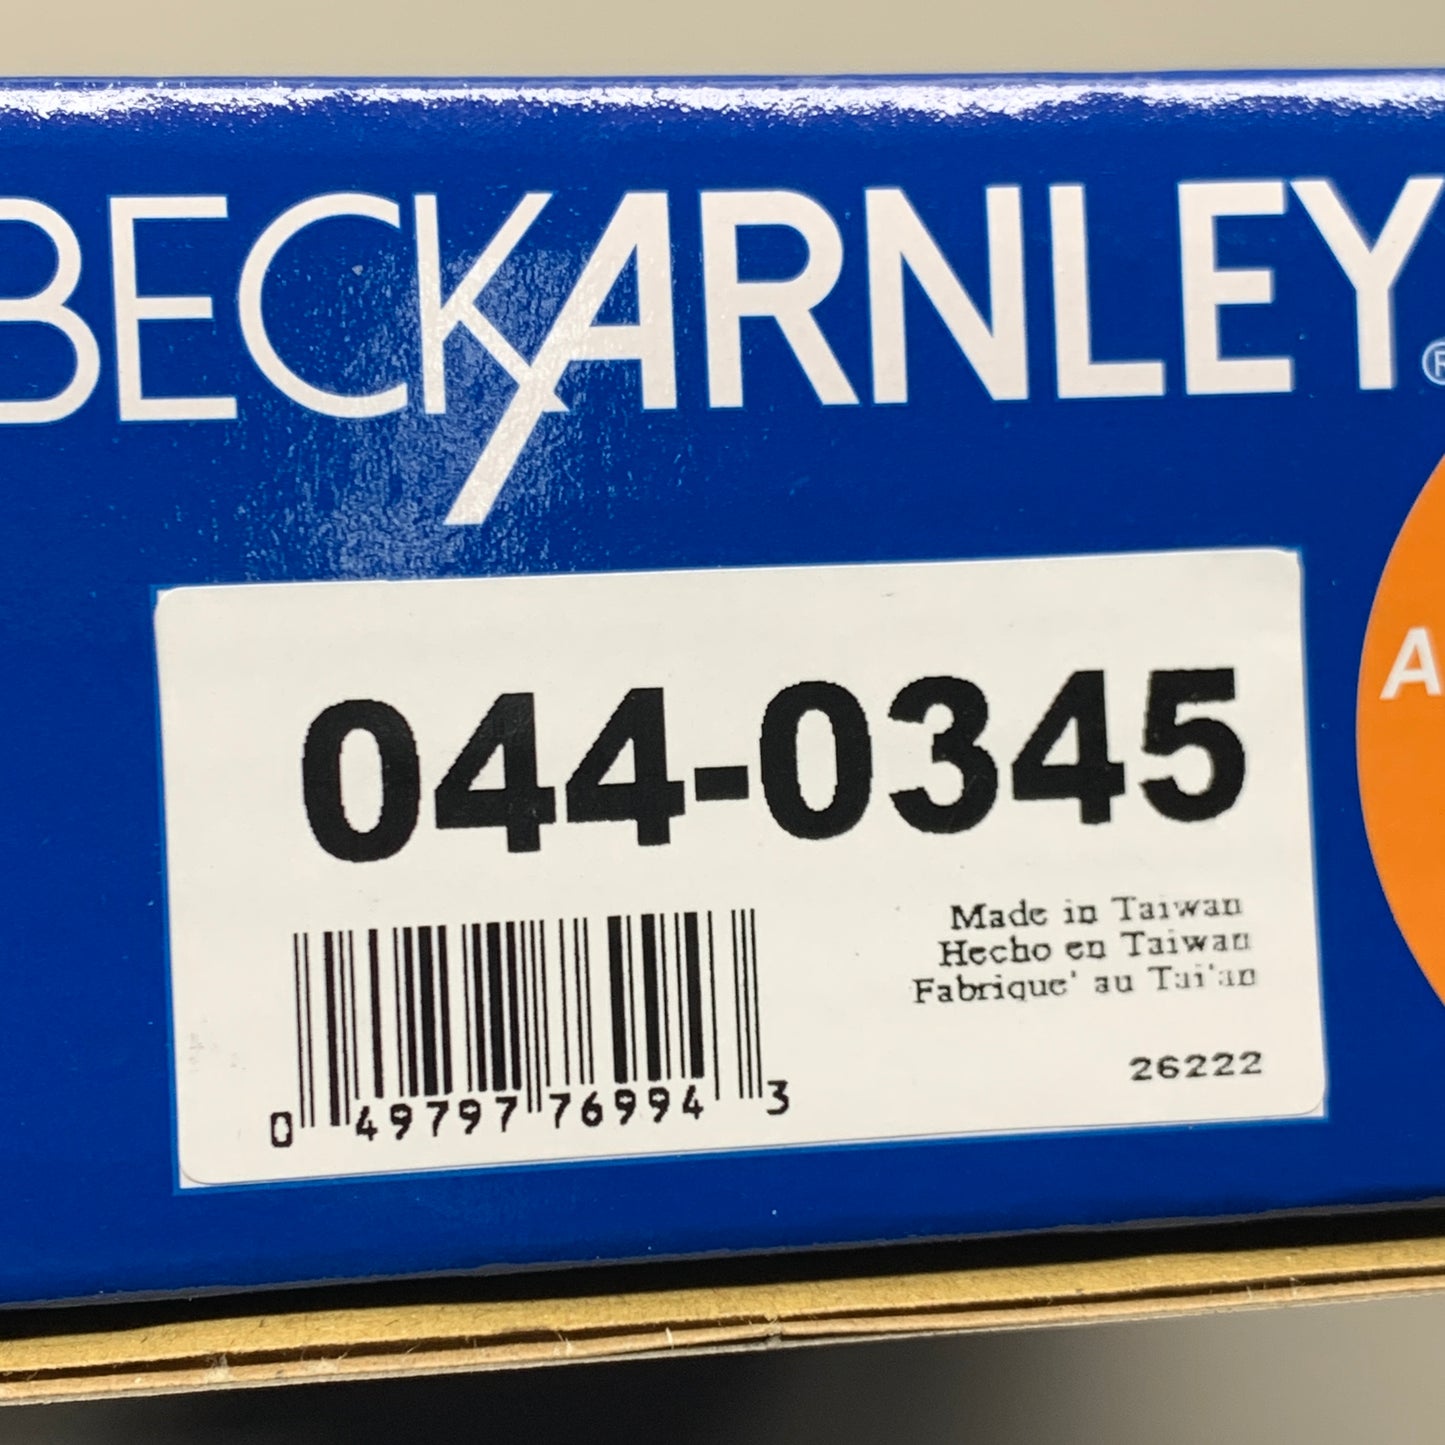 BECKARNLEY®
A
044-0345
Made in Taiwan
Hecho en Taiwan
Fabrique' au Tai'an
0 49797 76994 3
26222